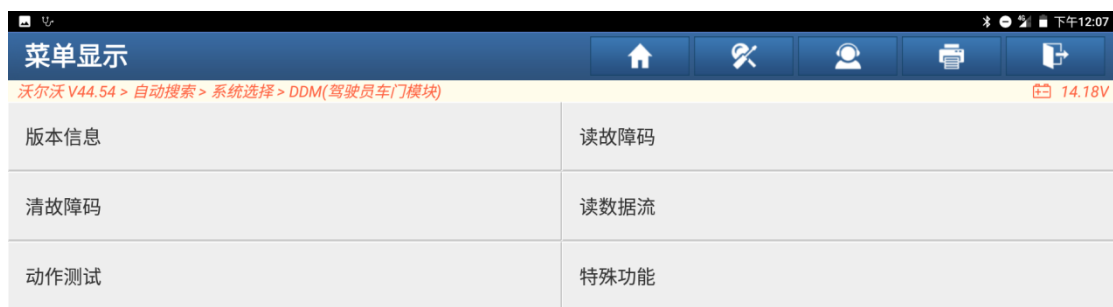 下午12:07
菜单显示
沃尔沃 V44.54 > 自动搜索 > 系统选择 > DDM(驾驶员车门模块) 14.18V
版本信息 读故障码
清故障码 读数据流
动作测试 特殊功能